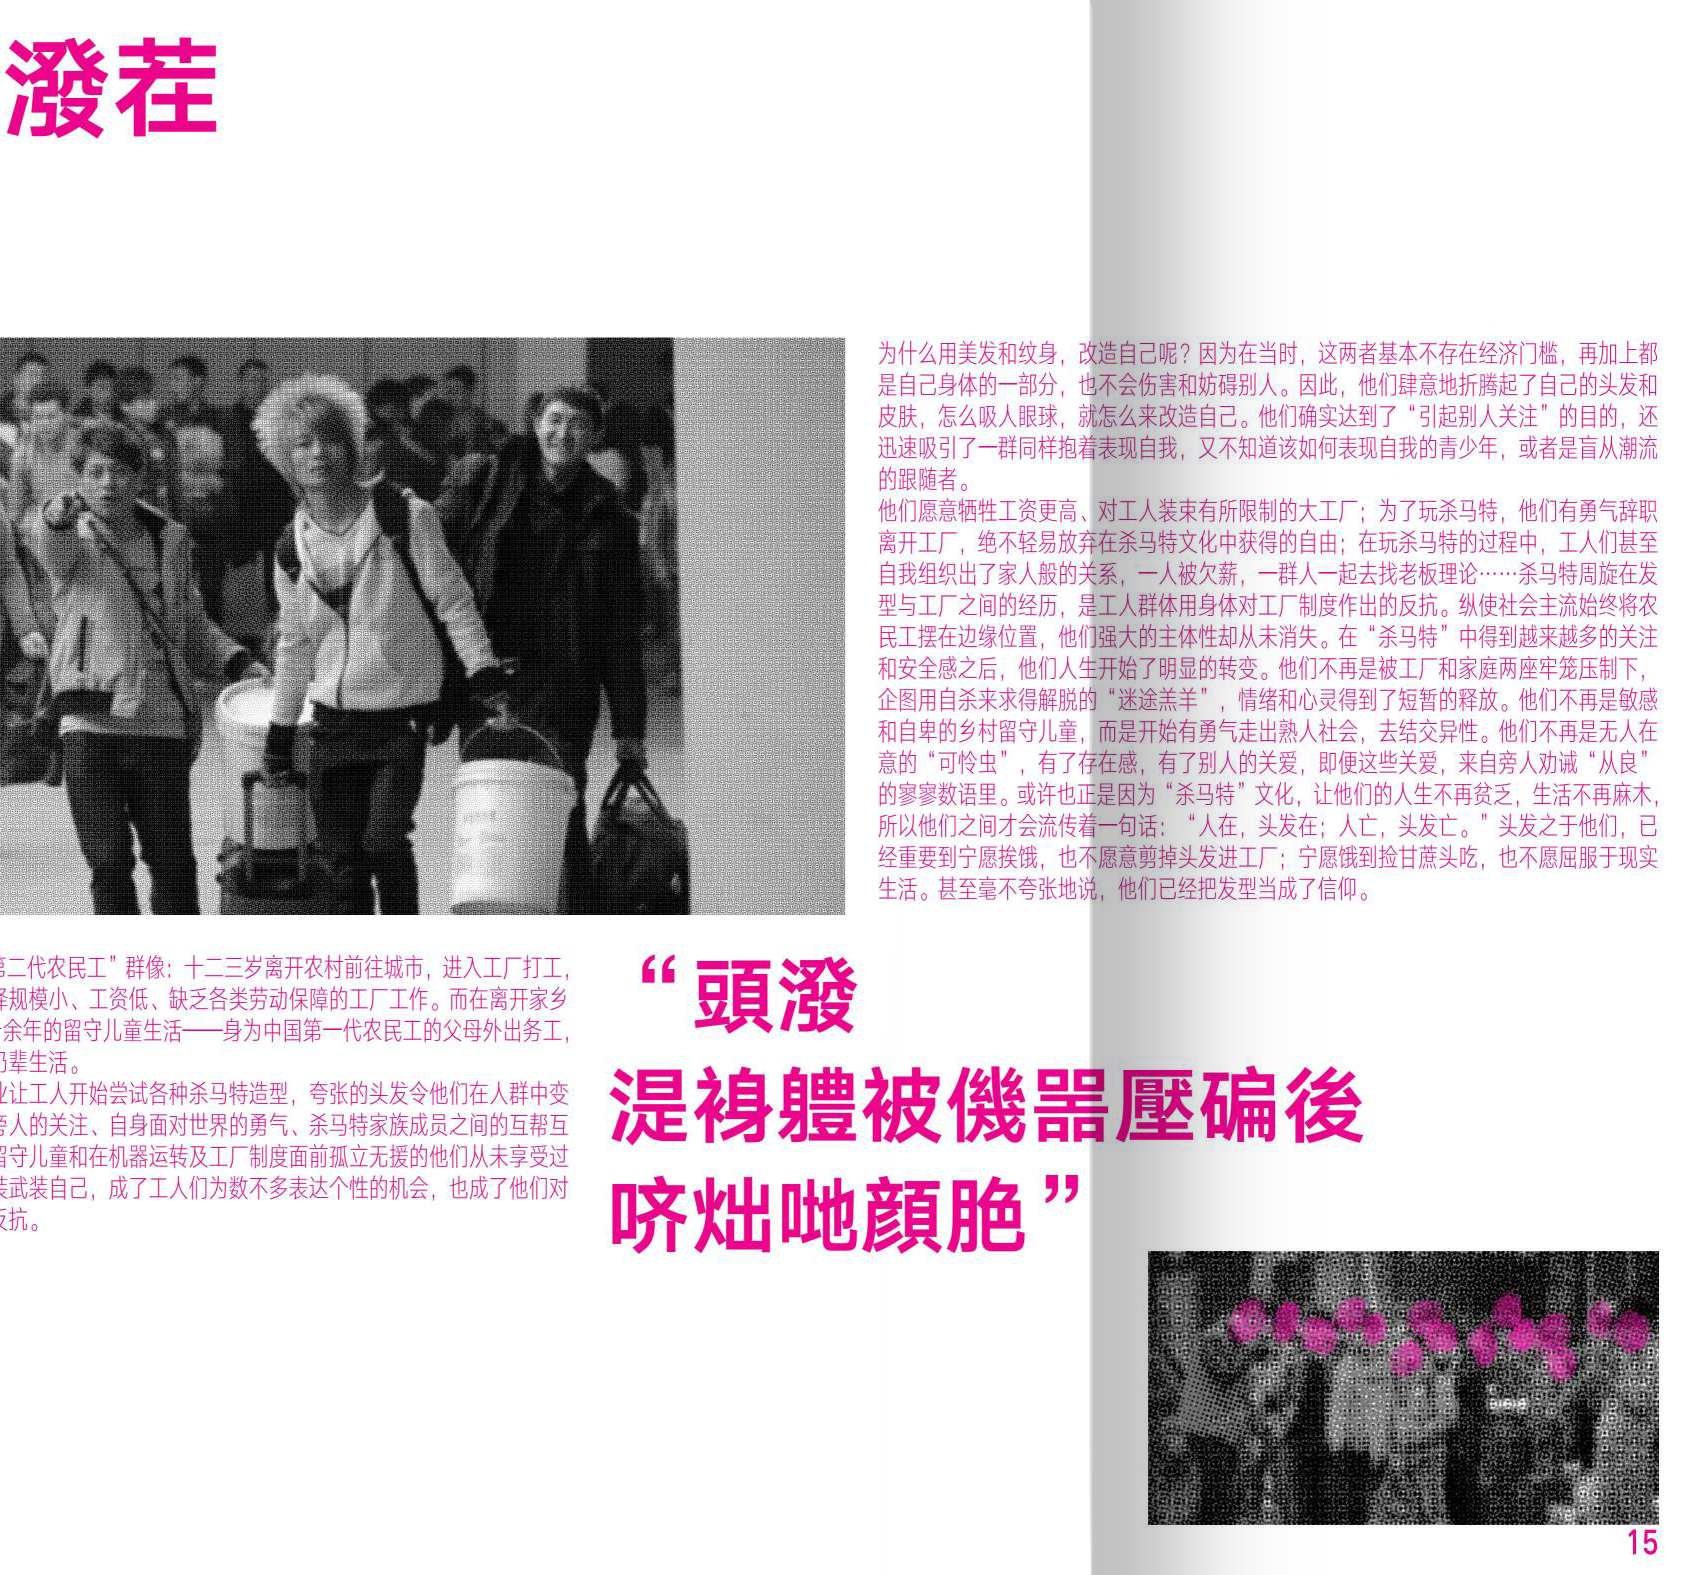 潑茬
为什么用美发和纹身，改造自己呢？因为在当时，这两者基本不存在经济门槛，再加上都
是自己身体的一部分，也不会伤害和妨碍别人。因此，他们肆意地折腾起了自己的头发和
皮肤，怎么吸人眼球，就怎么来改造自己。他们确实达到了“引起别人关注”的目的，还
迅速吸引了一群同样抱着表现自我，又不知道该如何表现自我的青少年，或者是盲从潮流
的跟随者。
他们愿意牺牲工资更高、对工人装束有所限制的大工厂；为了玩杀马特，他们有勇气辞职
离开工厂，绝不轻易放弃在杀马特文化中获得的自由；在玩杀马特的过程中，工人们甚至
自我组织出了家人般的关系，一人被欠薪，一群人一起去找老板理论……杀马特周旋在发
型与工厂之间的经历，是工人群体用身体对工厂制度作出的反抗。纵使社会主流始终将农
民工摆在边缘位置，他们强大的主体性却从未消失。在“杀马特”中得到越来越多的关注
和安全感之后，他们人生开始了明显的转变。他们不再是被工厂和家庭两座牢笼压制下，
企图用自杀来求得解脱的“迷途羔羊”，情绪和心灵得到了短暂的释放。他们不再是敏感
和自卑的乡村留守儿童，而是开始有勇气走出熟人社会，去结交异性。他们不再是无人在
意的“可怜虫”，有了存在感，有了别人的关爱，即便这些关爱，来自旁人劝诫“从良”
的寥寥数语里。或许也正是因为“杀马特”文化，让他们的人生不再贫乏，生活不再麻木，
所以他们之间才会流传着一句话：“人在，头发在；人亡，头发亡。”头发之于他们，已
经重要到宁愿挨饿，也不愿意剪掉头发进工厂；宁愿饿到捡甘蔗头吃，也不愿屈服于现实
生活。甚至毫不夸张地说，他们已经把发型当成了信仰。
二代农民工”群像：十二三岁离开农村前往城市，进入工厂打工，
规模小、工资低、缺乏各类劳动保障的工厂工作。而在离开家乡
余年的留守儿童生活——身为中国第一代农民工的父母外出务工，
辈生活。
让工人开始尝试各种杀马特造型，夸张的头发令他们在人群中变
人的关注、自身面对世界的勇气、杀马特家族成员之间的互帮互
留守儿童和在机器运转及工厂制度面前孤立无援的他们从未享受过
武装自己，成了工人们为数不多表达个性的机会，也成了他们对
抗。
“頭潑
湜裑軆被僟噐壓碥後
哜炪吔顔脃”
15